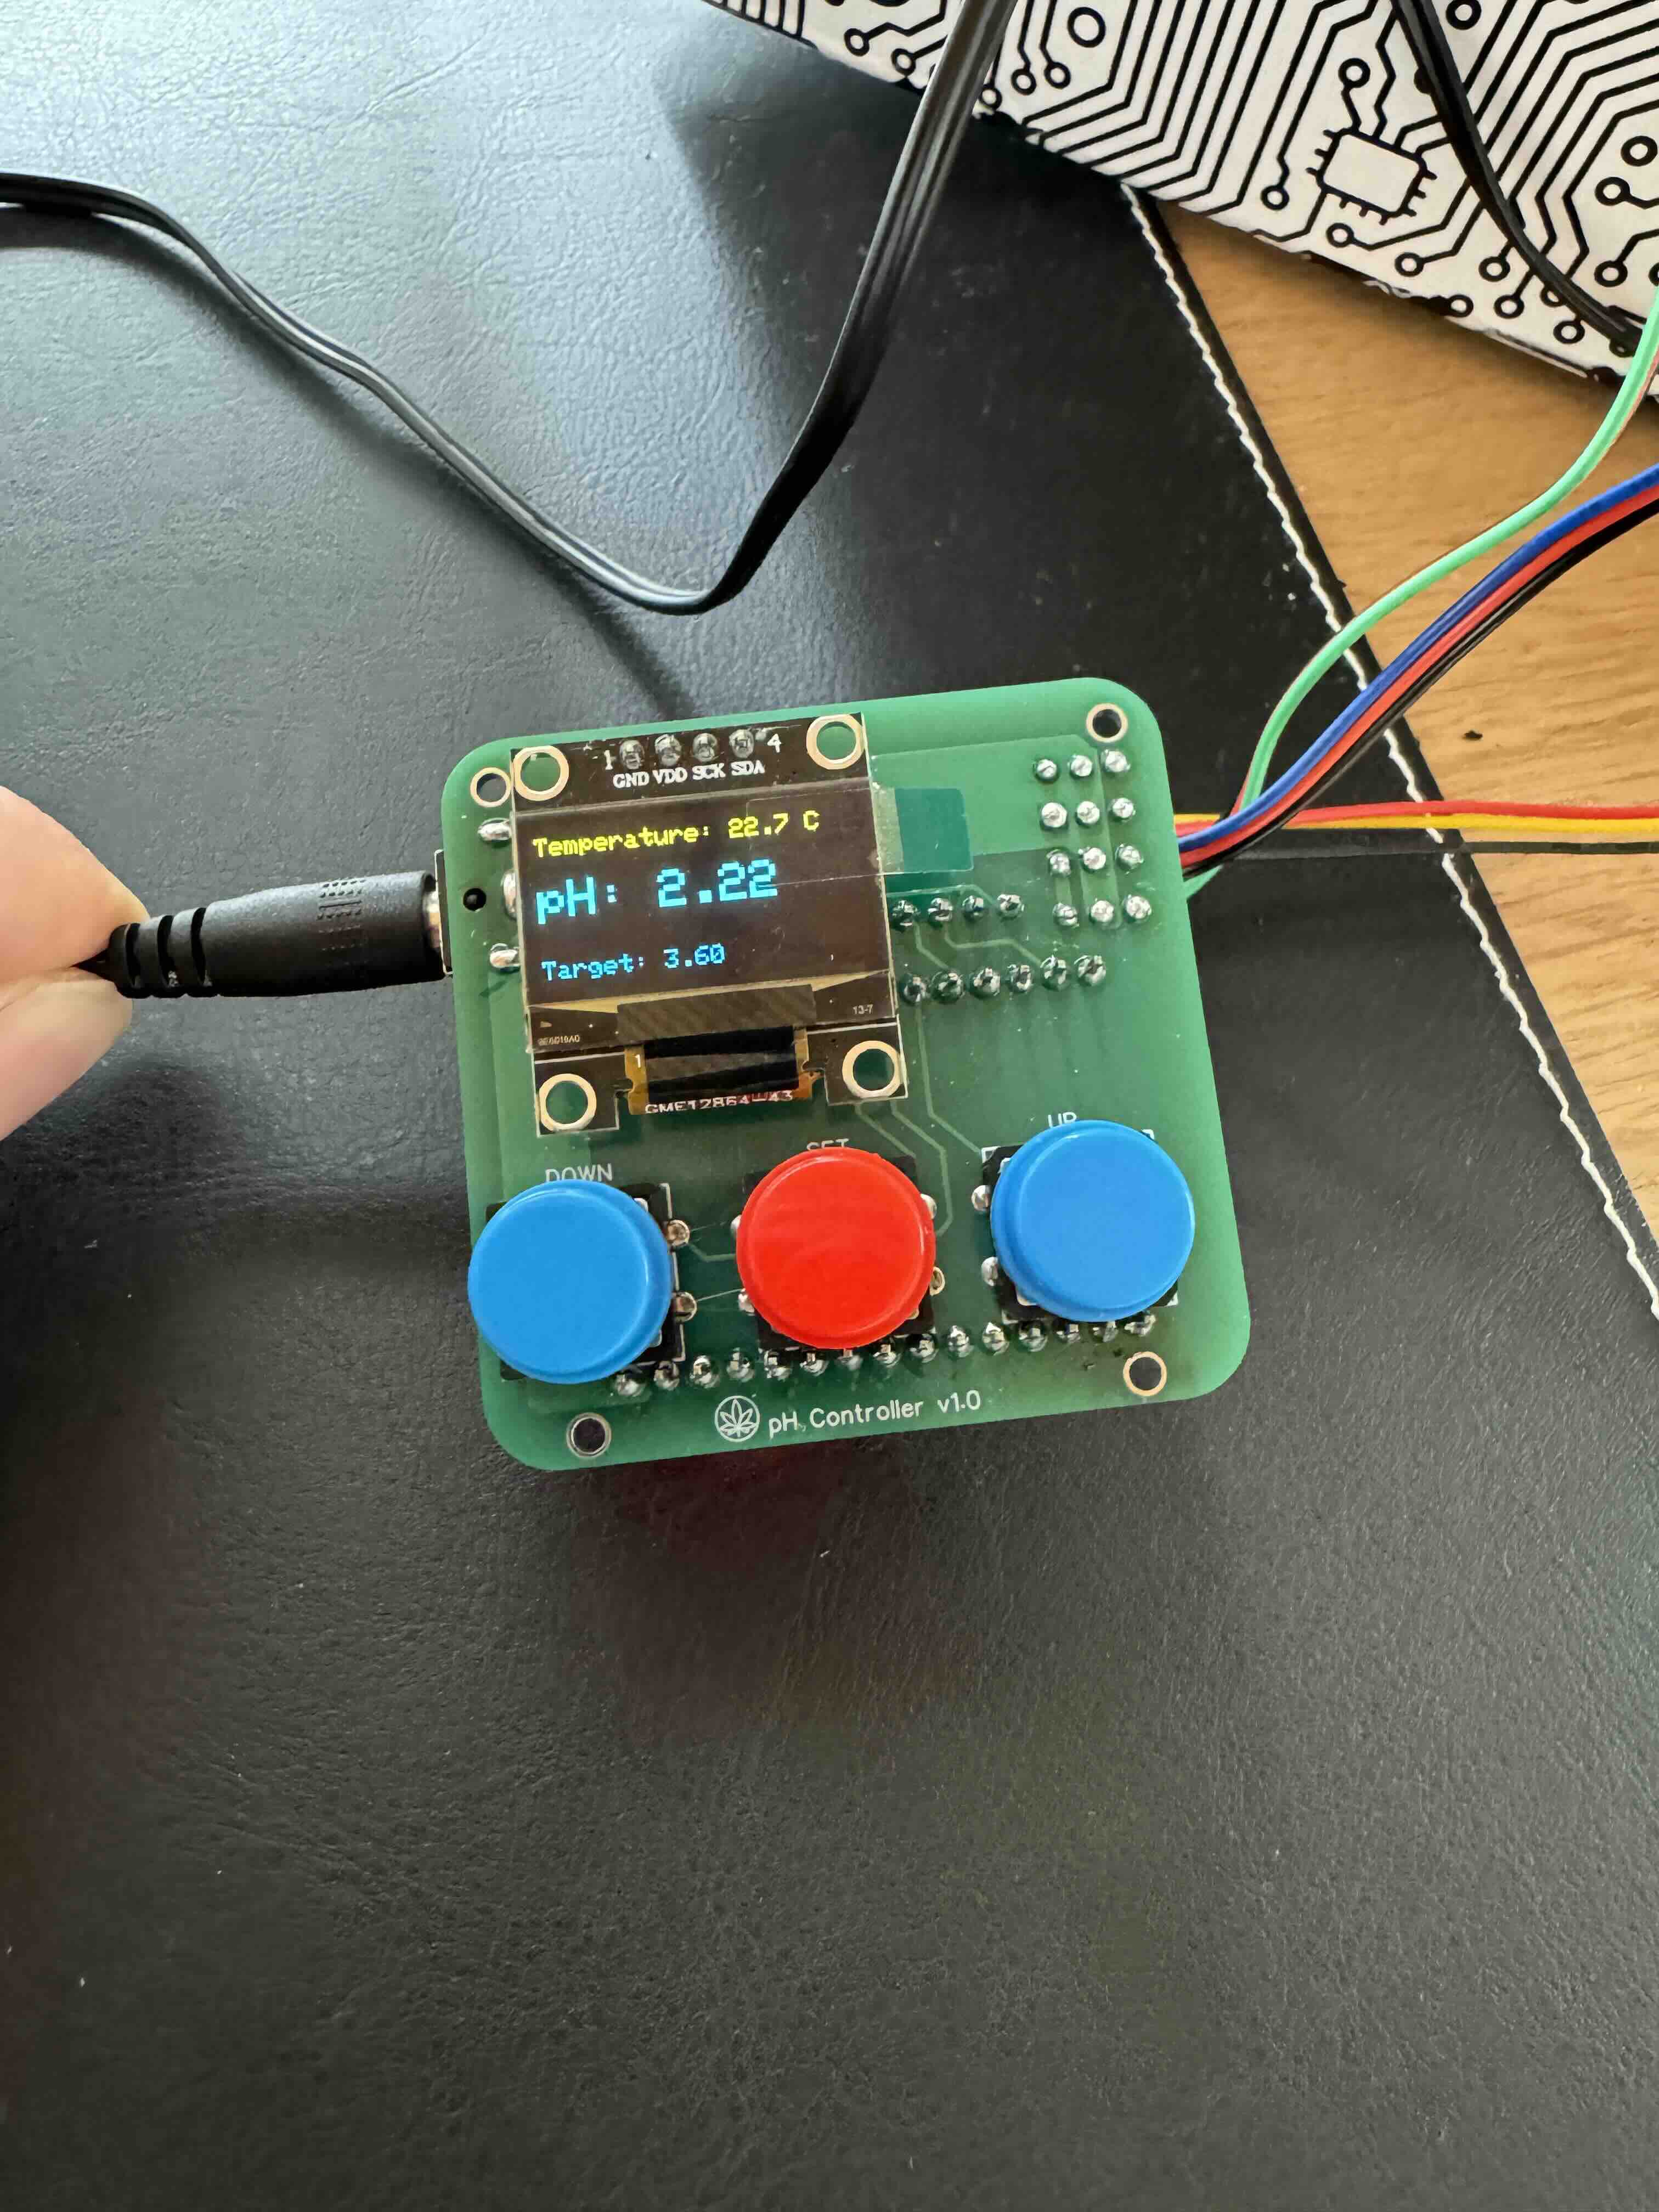 1 4
GND VDD SCK SDA
Temperature: 22.7 C
pH: 2.22
Target: 3.60
13-7
1
GME12864-43
UP
SET
DOWN
pH Controller v1.0